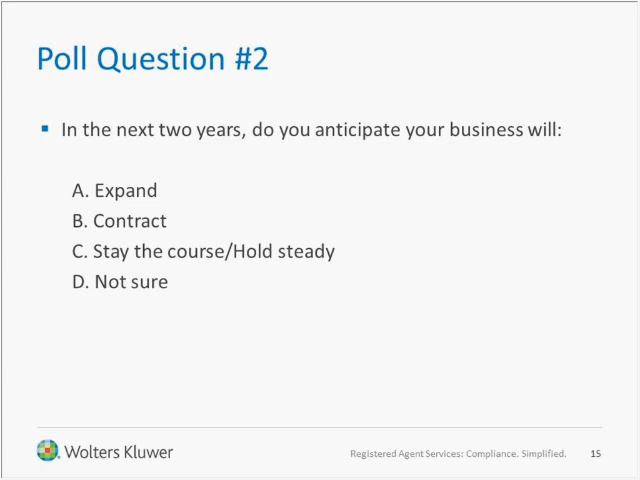 Poll Question #2
▪ In the next two years, do you anticipate your business will:
A. Expand
B. Contract
C. Stay the course/Hold steady
D. Not sure
Wolters Kluwer
Registered Agent Services: Compliance. Simplified. 15